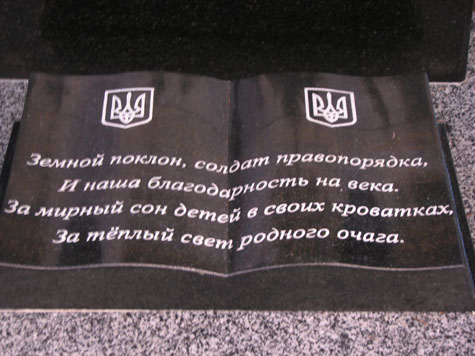 Земной поклон, солдат правопорядка,
И наша благодарность на века.
За мирный сон детей в своих кроватках,
За тёплый свет родного очага.